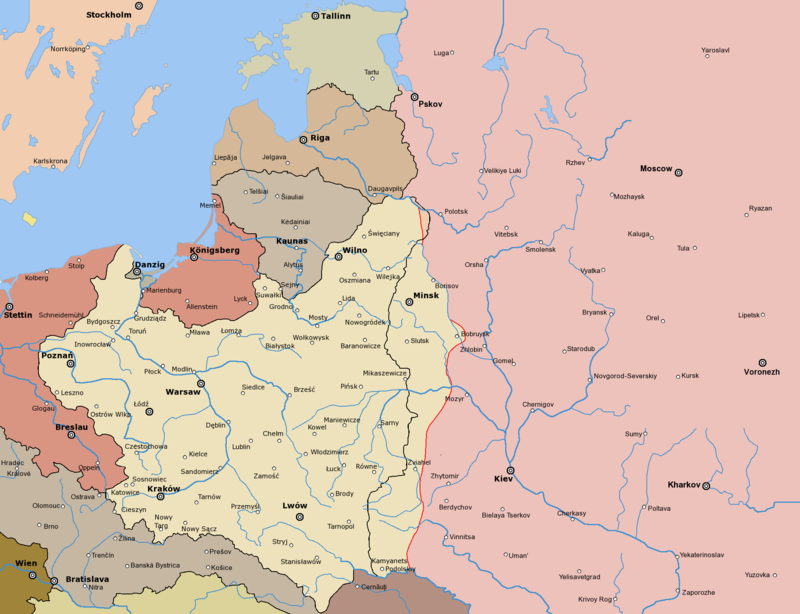 Stockholm
Tallinn
Norrköping
Luga
Yaroslavl
Tartu
Pskov
Riga
Karlskrona
Liepāja
Jelgava
Velikiye Luki
Rzhev
Moscow
Daugavpils
Telšiai
Šiauliai
Mozhaysk
Memel
Polotsk
Ryazan
Kėdainiai
Święciany
Vitebsk
Kaluga
Kaunas
Wilno
Smolensk
Tula
Königsberg
Danzig
Alytus
Orsha
Stolp
Oszmiana
Wilejka
Vyatka
Kolberg
Sejny
Borisov
Marienburg
Suwałki
Minsk
Allenstein
Lyck
Lida
Grodno
Stettin
Schneidemühl
Grudziądz
Mosty
Bryansk
Orel
Lipetsk
Bydgoszcz
Toruń
Mława
Łomża
Nowogródek
Bobruysk
Inowrocław
Białystok
Wołkowysk
Baranowicze
Slutsk
Żłobin
Starodub
Poznań
Gomel
Voronezh
Płock
Modlin
Mikaszewicze
Novgorod-Severskiy
Kursk
Warsaw
Siedlce
Brześć
Pińsk
Leszno
Mozyr
Glogau
Łódź
Chernigov
Ostrów Wlkp.
Breslau
Dęblin
Maniewicze
Sarny
Kowel
Sumy
Chełm
Częstochowa
Lublin
Kielce
Włodzimierz
Hradec
Králové
Oppeln
Sandomierz
Zamość
Łuck
Równe
Zviahel
Kiev
Sosnowiec
Zhytomir
Kharkov
Ostrava
Katowice
Kraków
Tarnów
Brody
Olomouc
Cieszyn
Przemyśl
Lwów
Berdychov
Poltava
Nowy
Targ
Nowy Sącz
Bielaya Tserkov
Cherkasy
Brno
Tarnopol
Žilina
Stryj
Vinnitsa
Trenčín
Prešov
Uman'
Yekaterinoslav
Wien
Banská Bystrica
Košice
Stanisławów
Kamyanets
Podolsky
Bratislava
Yelisavetgrad
Yuzovka
Nitra
Cernăuţi
Zaporozhe
Krivoy Rog